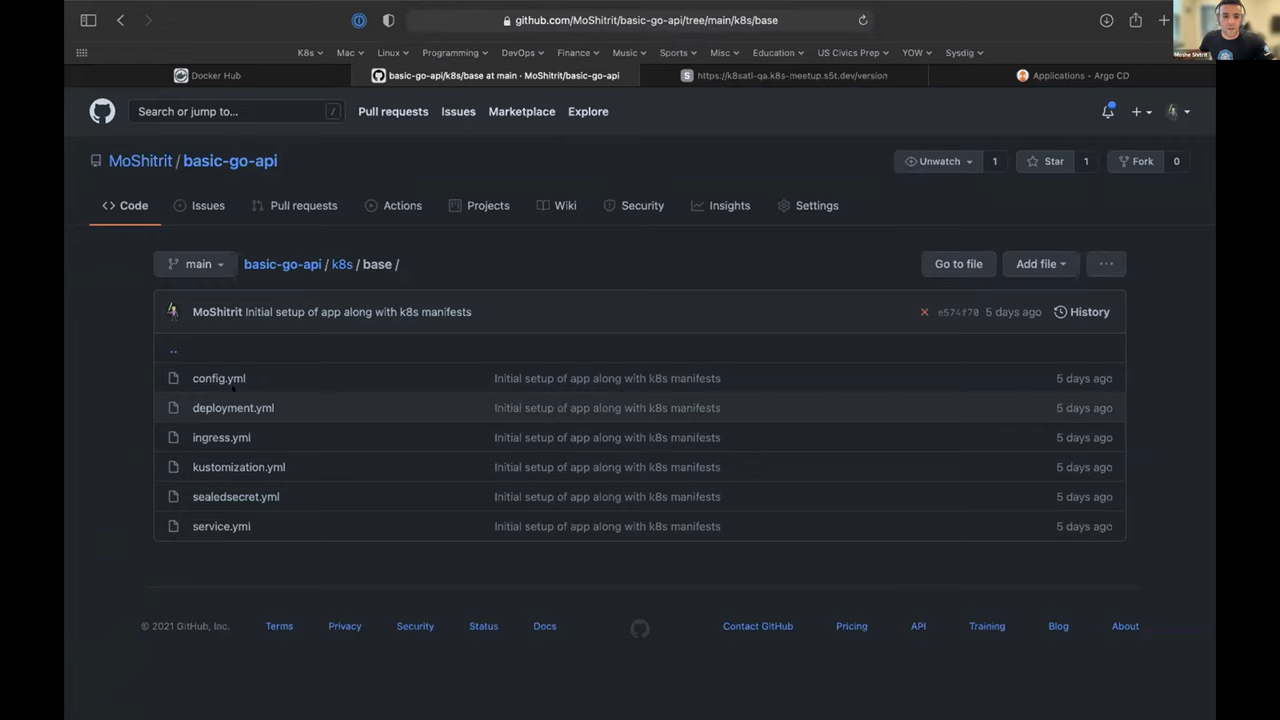 github.com/MoShitrit/basic-go-api/tree/main/k8s/base
Moshe Shitrit
K8s Mac Linux Programming DevOps Finance Music Sports Misc Education US Civics Prep YOW Sysdig
Docker Hub basic-go-api/k8s/base at main · MoShitrit/basic-go-api S https://k8satl-qa.k8s-meetup.s5t.dev/version Applications - Argo CD
Search or jump to... / Pull requests Issues Marketplace Explore
MoShitrit / basic-go-api Unwatch 1 Star 1 Fork 0
<> Code Issues Pull requests Actions Projects Wiki Security Insights Settings
main basic-go-api / k8s / base / Go to file Add file ...
MoShitrit Initial setup of app along with k8s manifests e574f70 5 days ago History
..
config.yml Initial setup of app along with k8s manifests 5 days ago
deployment.yml Initial setup of app along with k8s manifests 5 days ago
ingress.yml Initial setup of app along with k8s manifests 5 days ago
kustomization.yml Initial setup of app along with k8s manifests 5 days ago
sealedsecret.yml Initial setup of app along with k8s manifests 5 days ago
service.yml Initial setup of app along with k8s manifests 5 days ago
© 2021 GitHub, Inc. Terms Privacy Security Status Docs Contact GitHub Pricing API Training Blog About